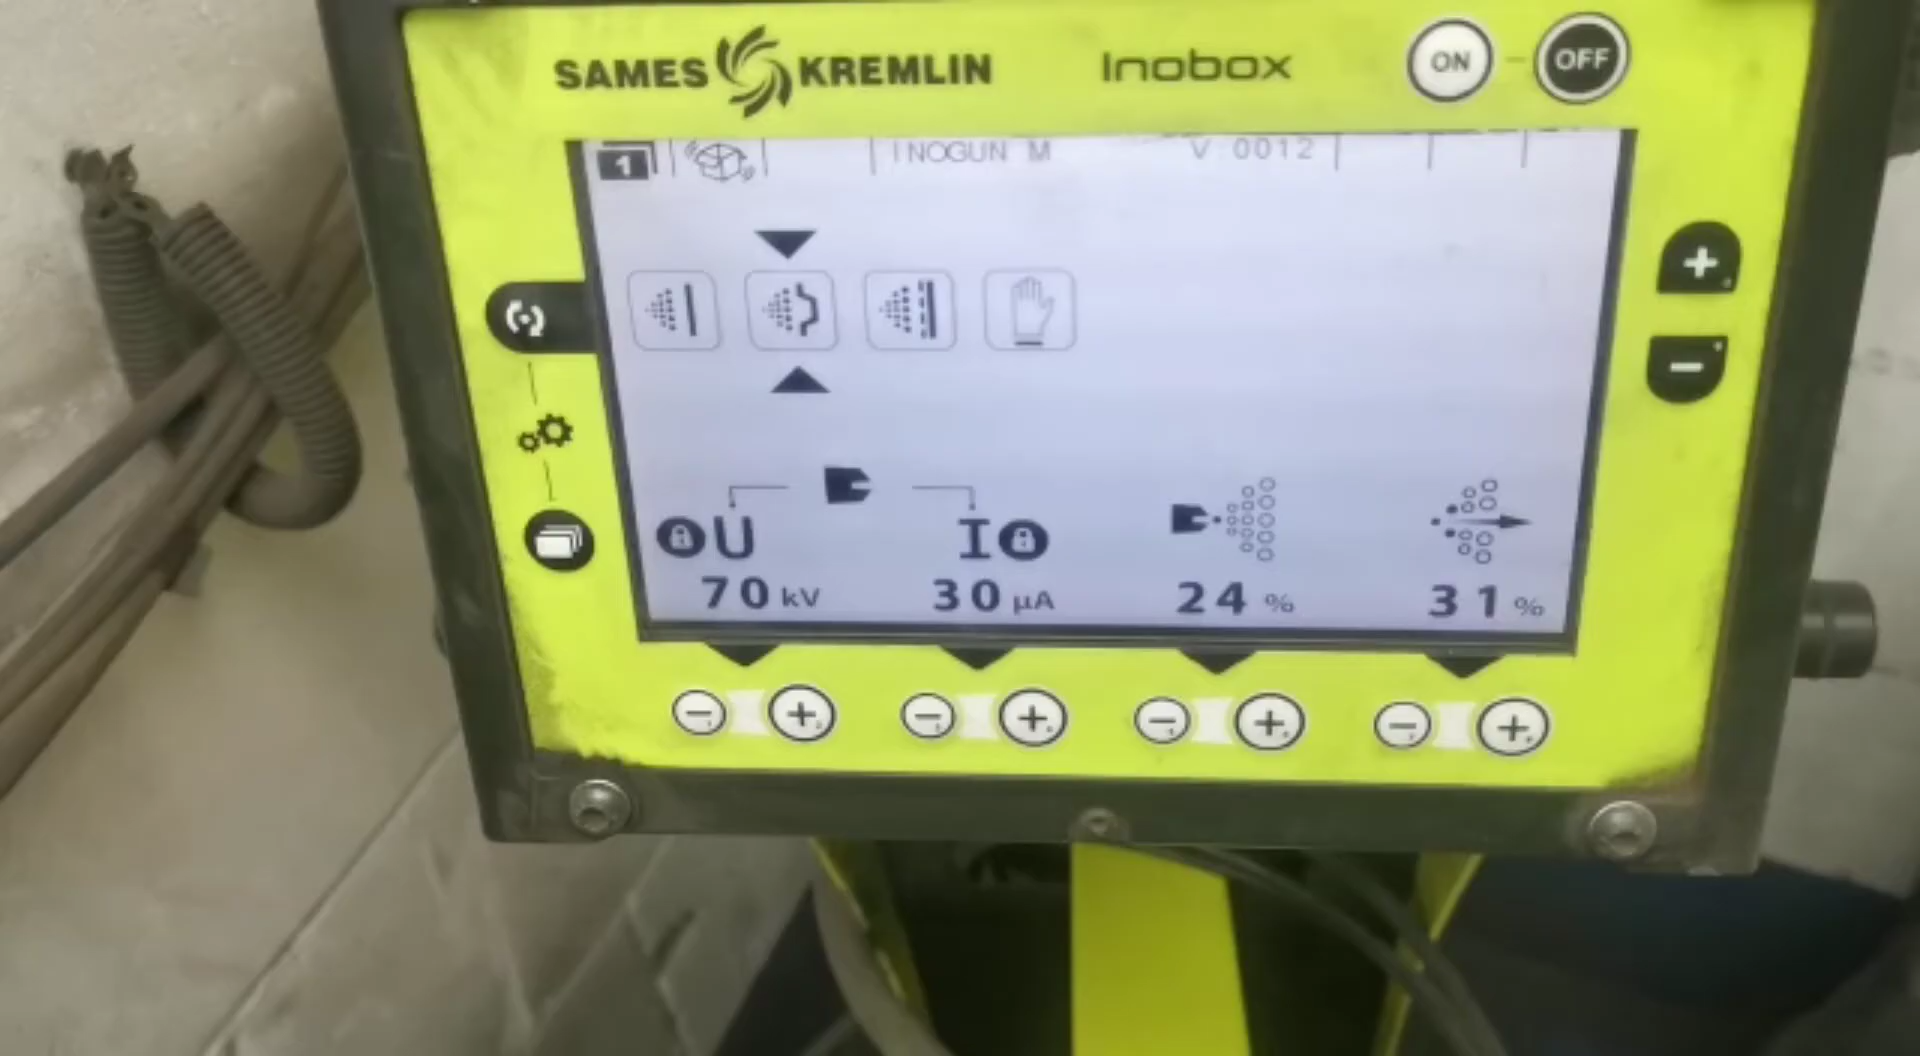 SAMES KREMLIN Inobox ON OFF
1 INOGUN M V 0012
U I
70 kV 30 µA 24 % 31 %